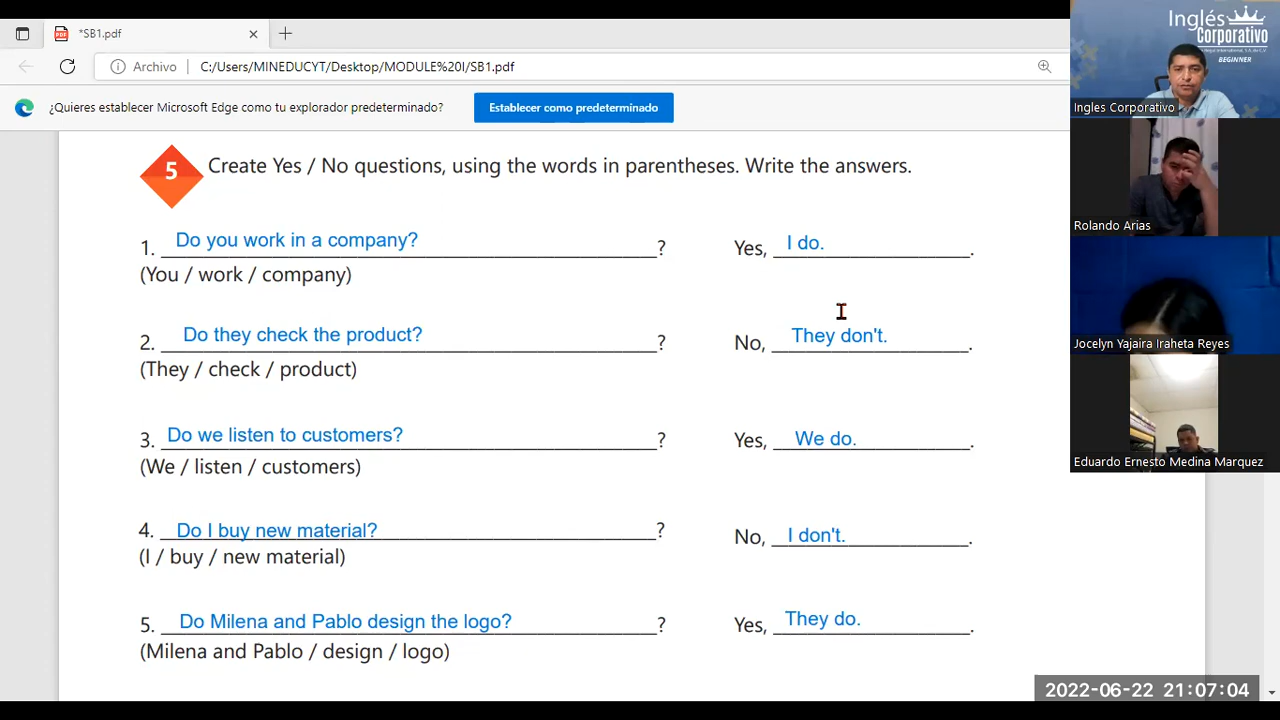 *SB1.pdf
Archivo C:/Users/MINEDUCYT/Desktop/MODULE%20I/SB1.pdf
¿Quieres establecer Microsoft Edge como tu explorador predeterminado? Establecer como predeterminado
5 Create Yes / No questions, using the words in parentheses. Write the answers.
1. Do you work in a company? ? Yes, I do. .
(You / work / company)
2. Do they check the product? ? No, They don't. .
(They / check / product)
3. Do we listen to customers? ? Yes, We do. .
(We / listen / customers)
4. Do I buy new material? ? No, I don't. .
(I / buy / new material)
5. Do Milena and Pablo design the logo? ? Yes, They do. .
(Milena and Pablo / design / logo)
Inglés
Corporativo
BEGINNER
Ingles Corporativo
Rolando Arias
Jocelyn Yajaira Iraheta Reyes
Eduardo Ernesto Medina Marquez
2022-06-22 21:07:04